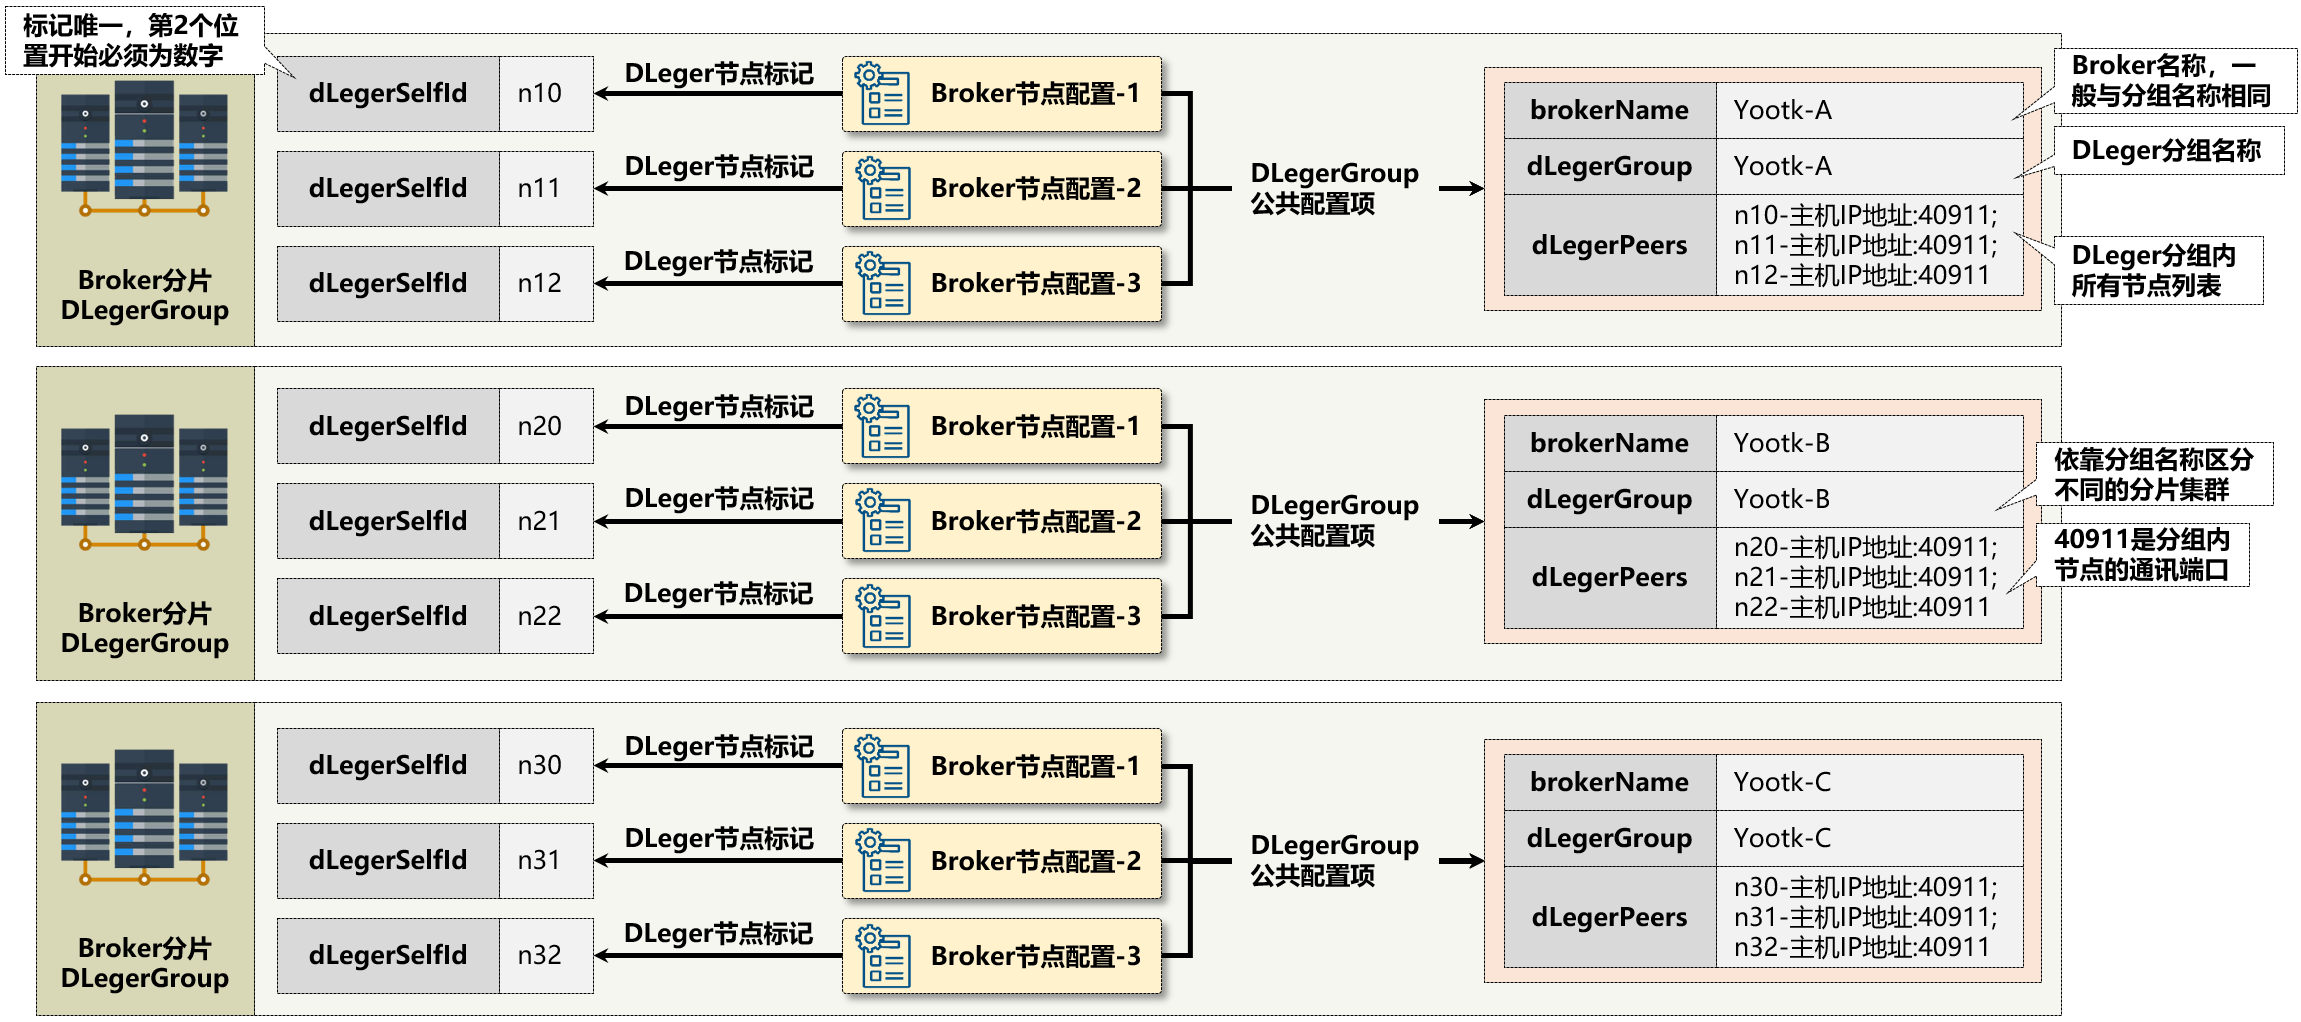 标记唯一，第2个位
置开始必须为数字
Broker分片
DLegerGroup
dLegerSelfId
n10
DLeger节点标记
Broker节点配置-1
dLegerSelfId
n11
DLeger节点标记
Broker节点配置-2
dLegerSelfId
n12
DLeger节点标记
Broker节点配置-3
DLegerGroup
公共配置项
brokerName
Yootk-A
dLegerGroup
Yootk-A
dLegerPeers
n10-主机IP地址:40911;
n11-主机IP地址:40911;
n12-主机IP地址:40911
Broker名称，一
般与分组名称相同
DLeger分组名称
DLeger分组内
所有节点列表
Broker分片
DLegerGroup
dLegerSelfId
n20
DLeger节点标记
Broker节点配置-1
dLegerSelfId
n21
DLeger节点标记
Broker节点配置-2
dLegerSelfId
n22
DLeger节点标记
Broker节点配置-3
DLegerGroup
公共配置项
brokerName
Yootk-B
dLegerGroup
Yootk-B
dLegerPeers
n20-主机IP地址:40911;
n21-主机IP地址:40911;
n22-主机IP地址:40911
依靠分组名称区分
不同的分片集群
40911是分组内
节点的通讯端口
Broker分片
DLegerGroup
dLegerSelfId
n30
DLeger节点标记
Broker节点配置-1
dLegerSelfId
n31
DLeger节点标记
Broker节点配置-2
dLegerSelfId
n32
DLeger节点标记
Broker节点配置-3
DLegerGroup
公共配置项
brokerName
Yootk-C
dLegerGroup
Yootk-C
dLegerPeers
n30-主机IP地址:40911;
n31-主机IP地址:40911;
n32-主机IP地址:40911